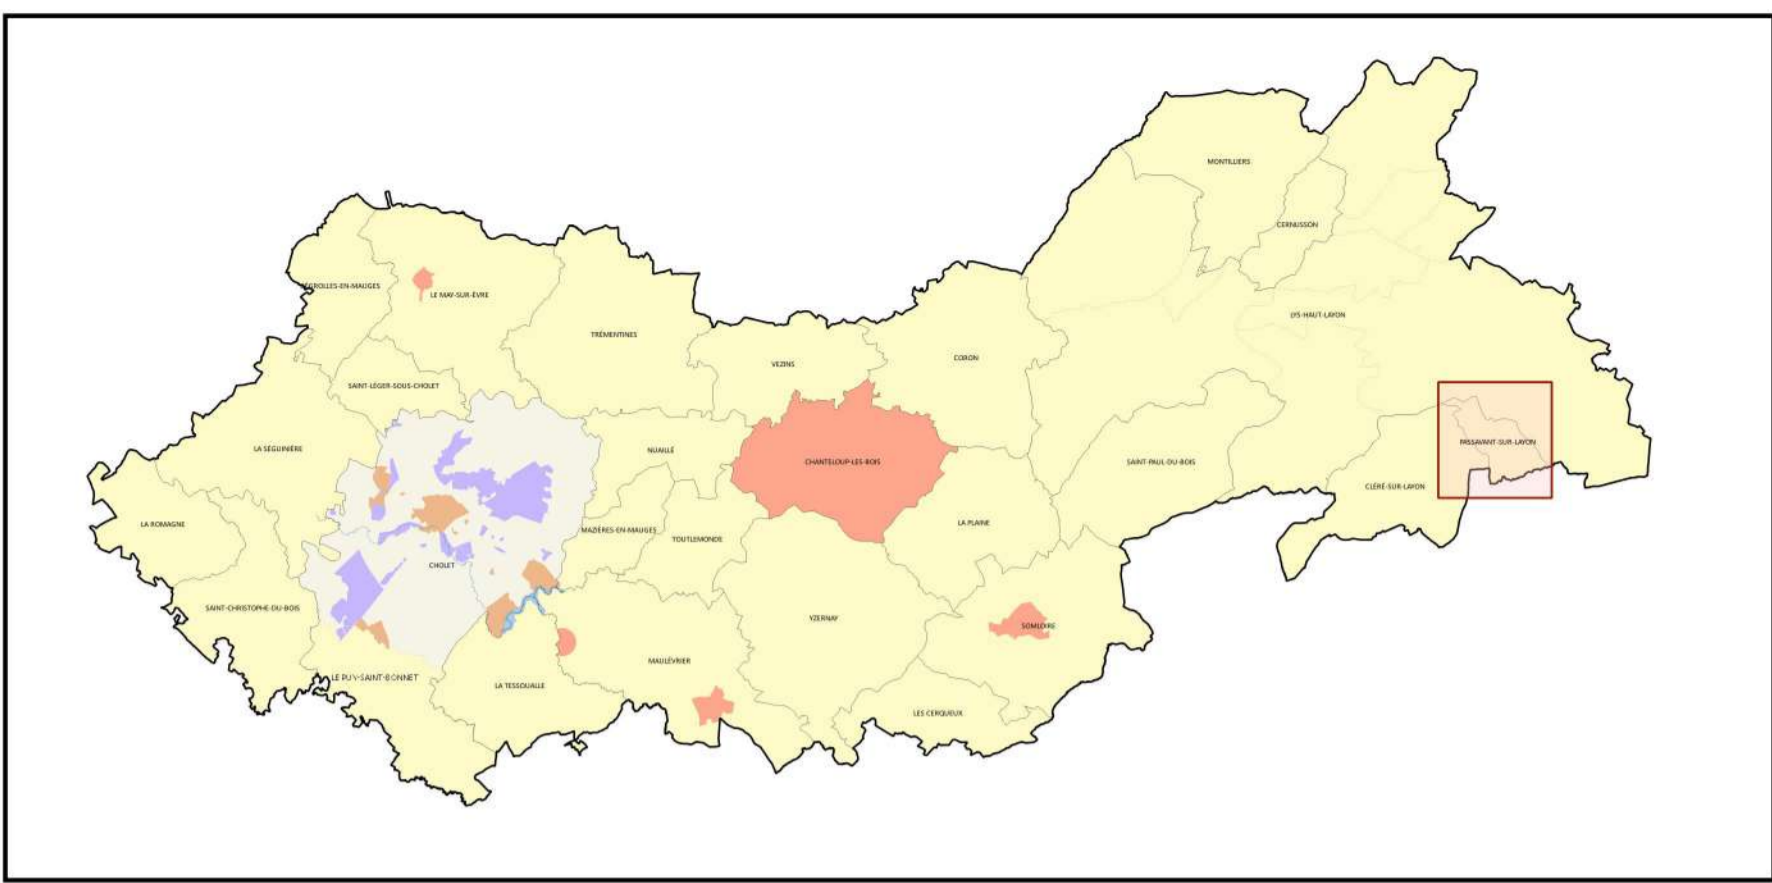 MONTILLIERS
CERNUSSON
BÉGROLLES-EN-MAUGES
LE MAY-SUR-ÈVRE
LYS-HAUT-LAYON
TRÉMENTINES
CORON
VEZINS
SAINT-LÉGER-SOUS-CHOLET
PASSAVANT-SUR-LAYON
LA SÉGUINIÈRE
NUAILLÉ
CHANTELOUP-LES-BOIS
SAINT-PAUL-DU-BOIS
CLÉRÉ-SUR-LAYON
LA ROMAGNE
LA PLAINE
MAZIÈRES-EN-MAUGES
TOUTLEMONDE
CHOLET
SAINT-CHRISTOPHE-DU-BOIS
YZERNAY
SOMLOIRE
MAULÉVRIER
LE PUY-SAINT-BONNET
LA TESSOUALLE
LES CERQUEUX